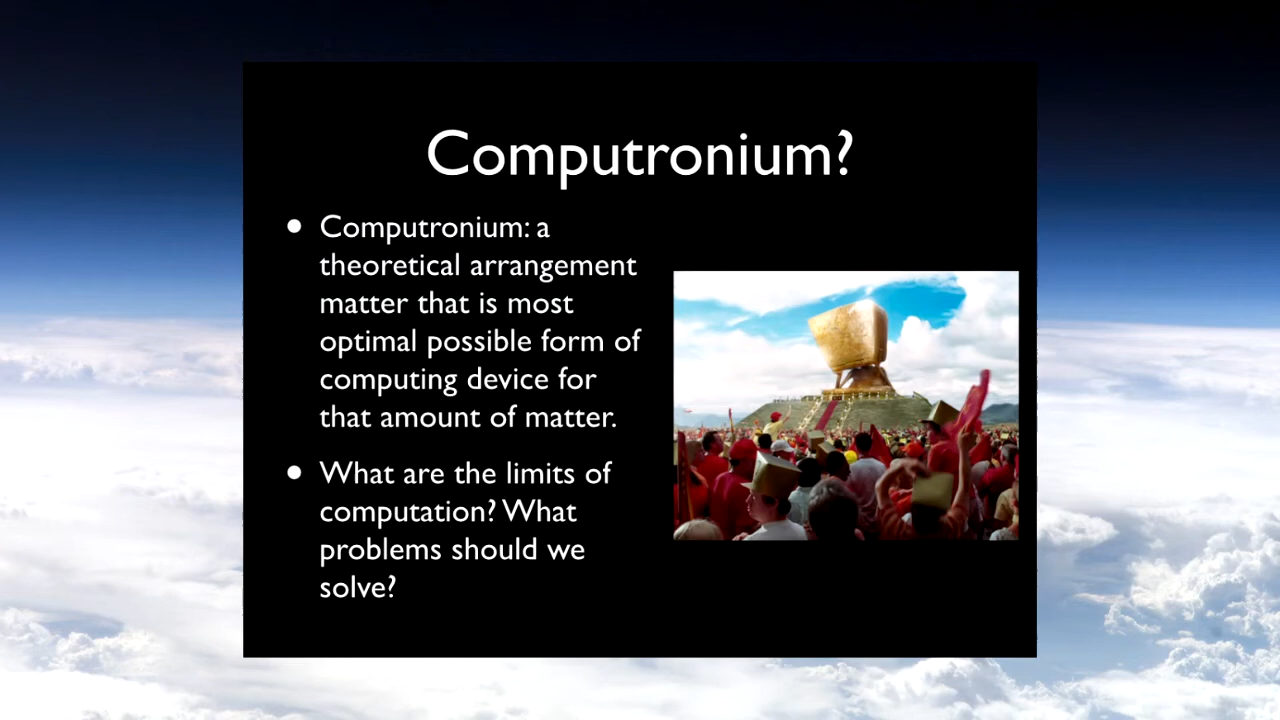 Computronium?
• Computronium: a
theoretical arrangement
matter that is most
optimal possible form of
computing device for
that amount of matter.
• What are the limits of
computation? What
problems should we
solve?